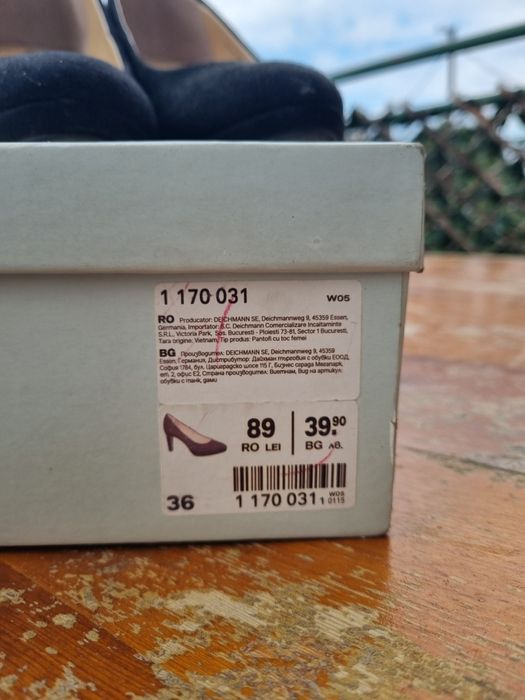 1 170 031
W05
RO Producator: DEICHMANN SE, Deichmannweg 9, 45359 Essen,
Germania, Importator: S.C. Deichmann Comercializare Incaltaminte
S.R.L., Victoria Park, Sos. Bucuresti - Ploiesti 73-81, Sector 1 Bucuresti,
Tara origine: Vietnam, Tip produs: Pantofi cu toc femei
BG Производител: DEICHMANN SE, Deichmannweg 9, 45359
Essen, Германия, Дистрибутор: Дайхман търговия с обувки ЕООД,
София 1784, бул. Цариградско шосе 115 Г, Бизнес сграда Мегапарк,
ет. 2, офис Е2, Страна производител: Виетнам, Вид на артикул:
обувки с танк, дами
89 39.90
RO LEI BG лв.
36
1 170 031 1
W05
0115